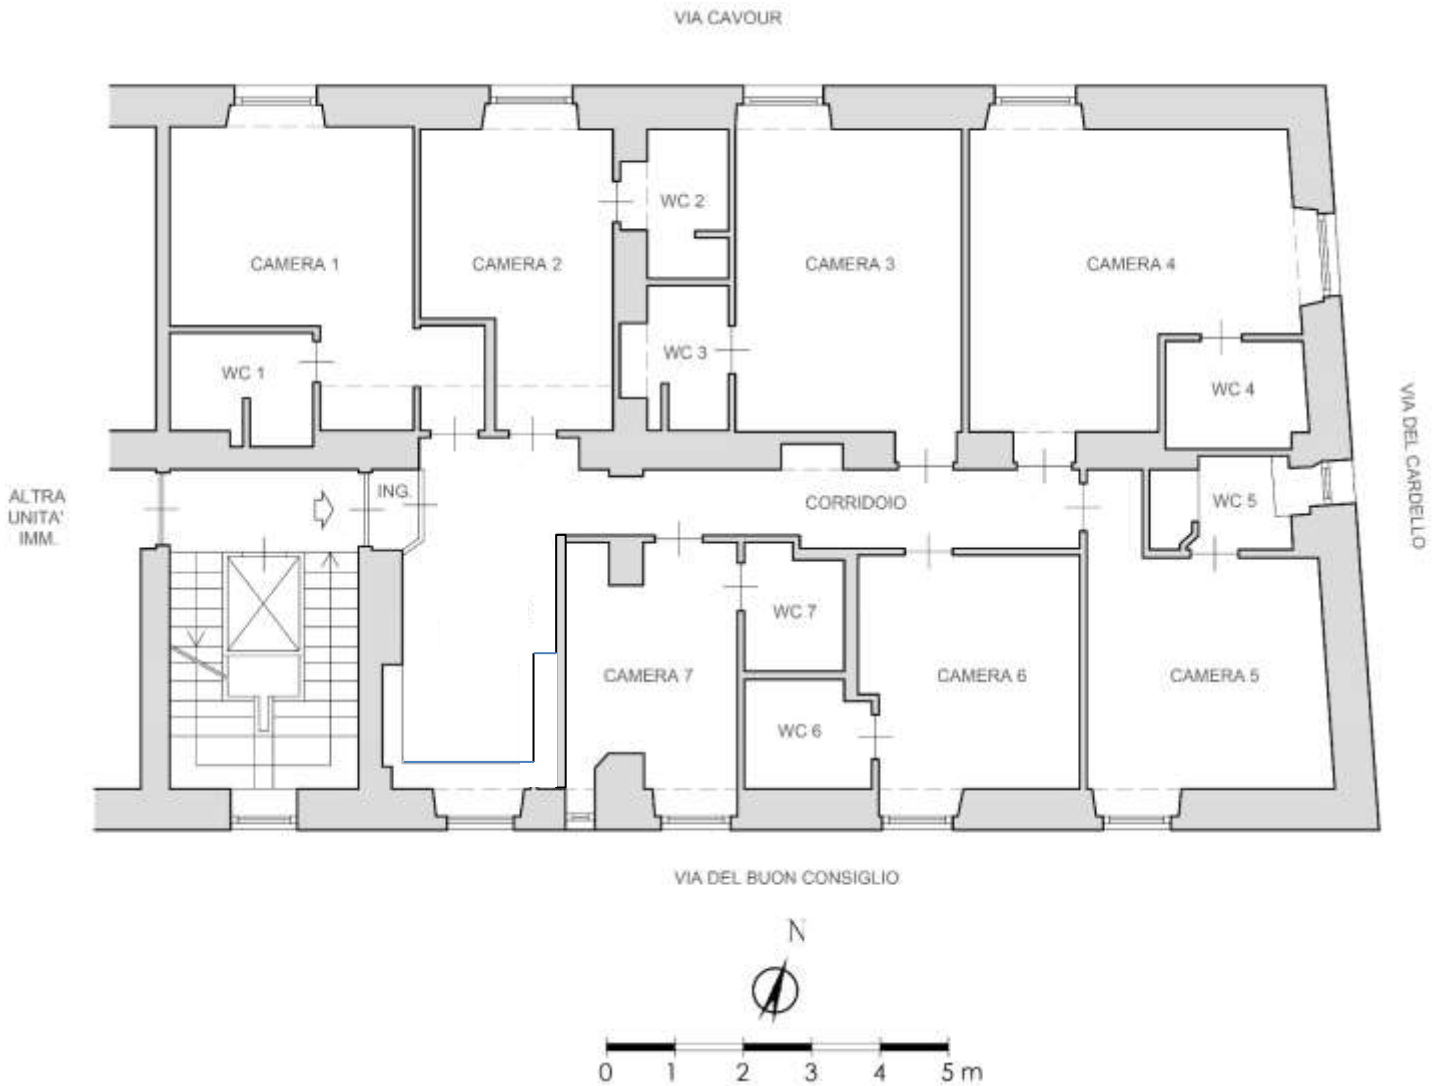 VIA CAVOUR
WC 2
CAMERA 1
CAMERA 2
CAMERA 3
CAMERA 4
WC 1
WC 3
WC 4
VIA DEL CARDELLO
ALTRA
UNITA'
IMM.
ING.
CORRIDOIO
WC 5
WC 7
CAMERA 7
CAMERA 6
CAMERA 5
WC 6
VIA DEL BUON CONSIGLIO
N
0 1 2 3 4 5 m